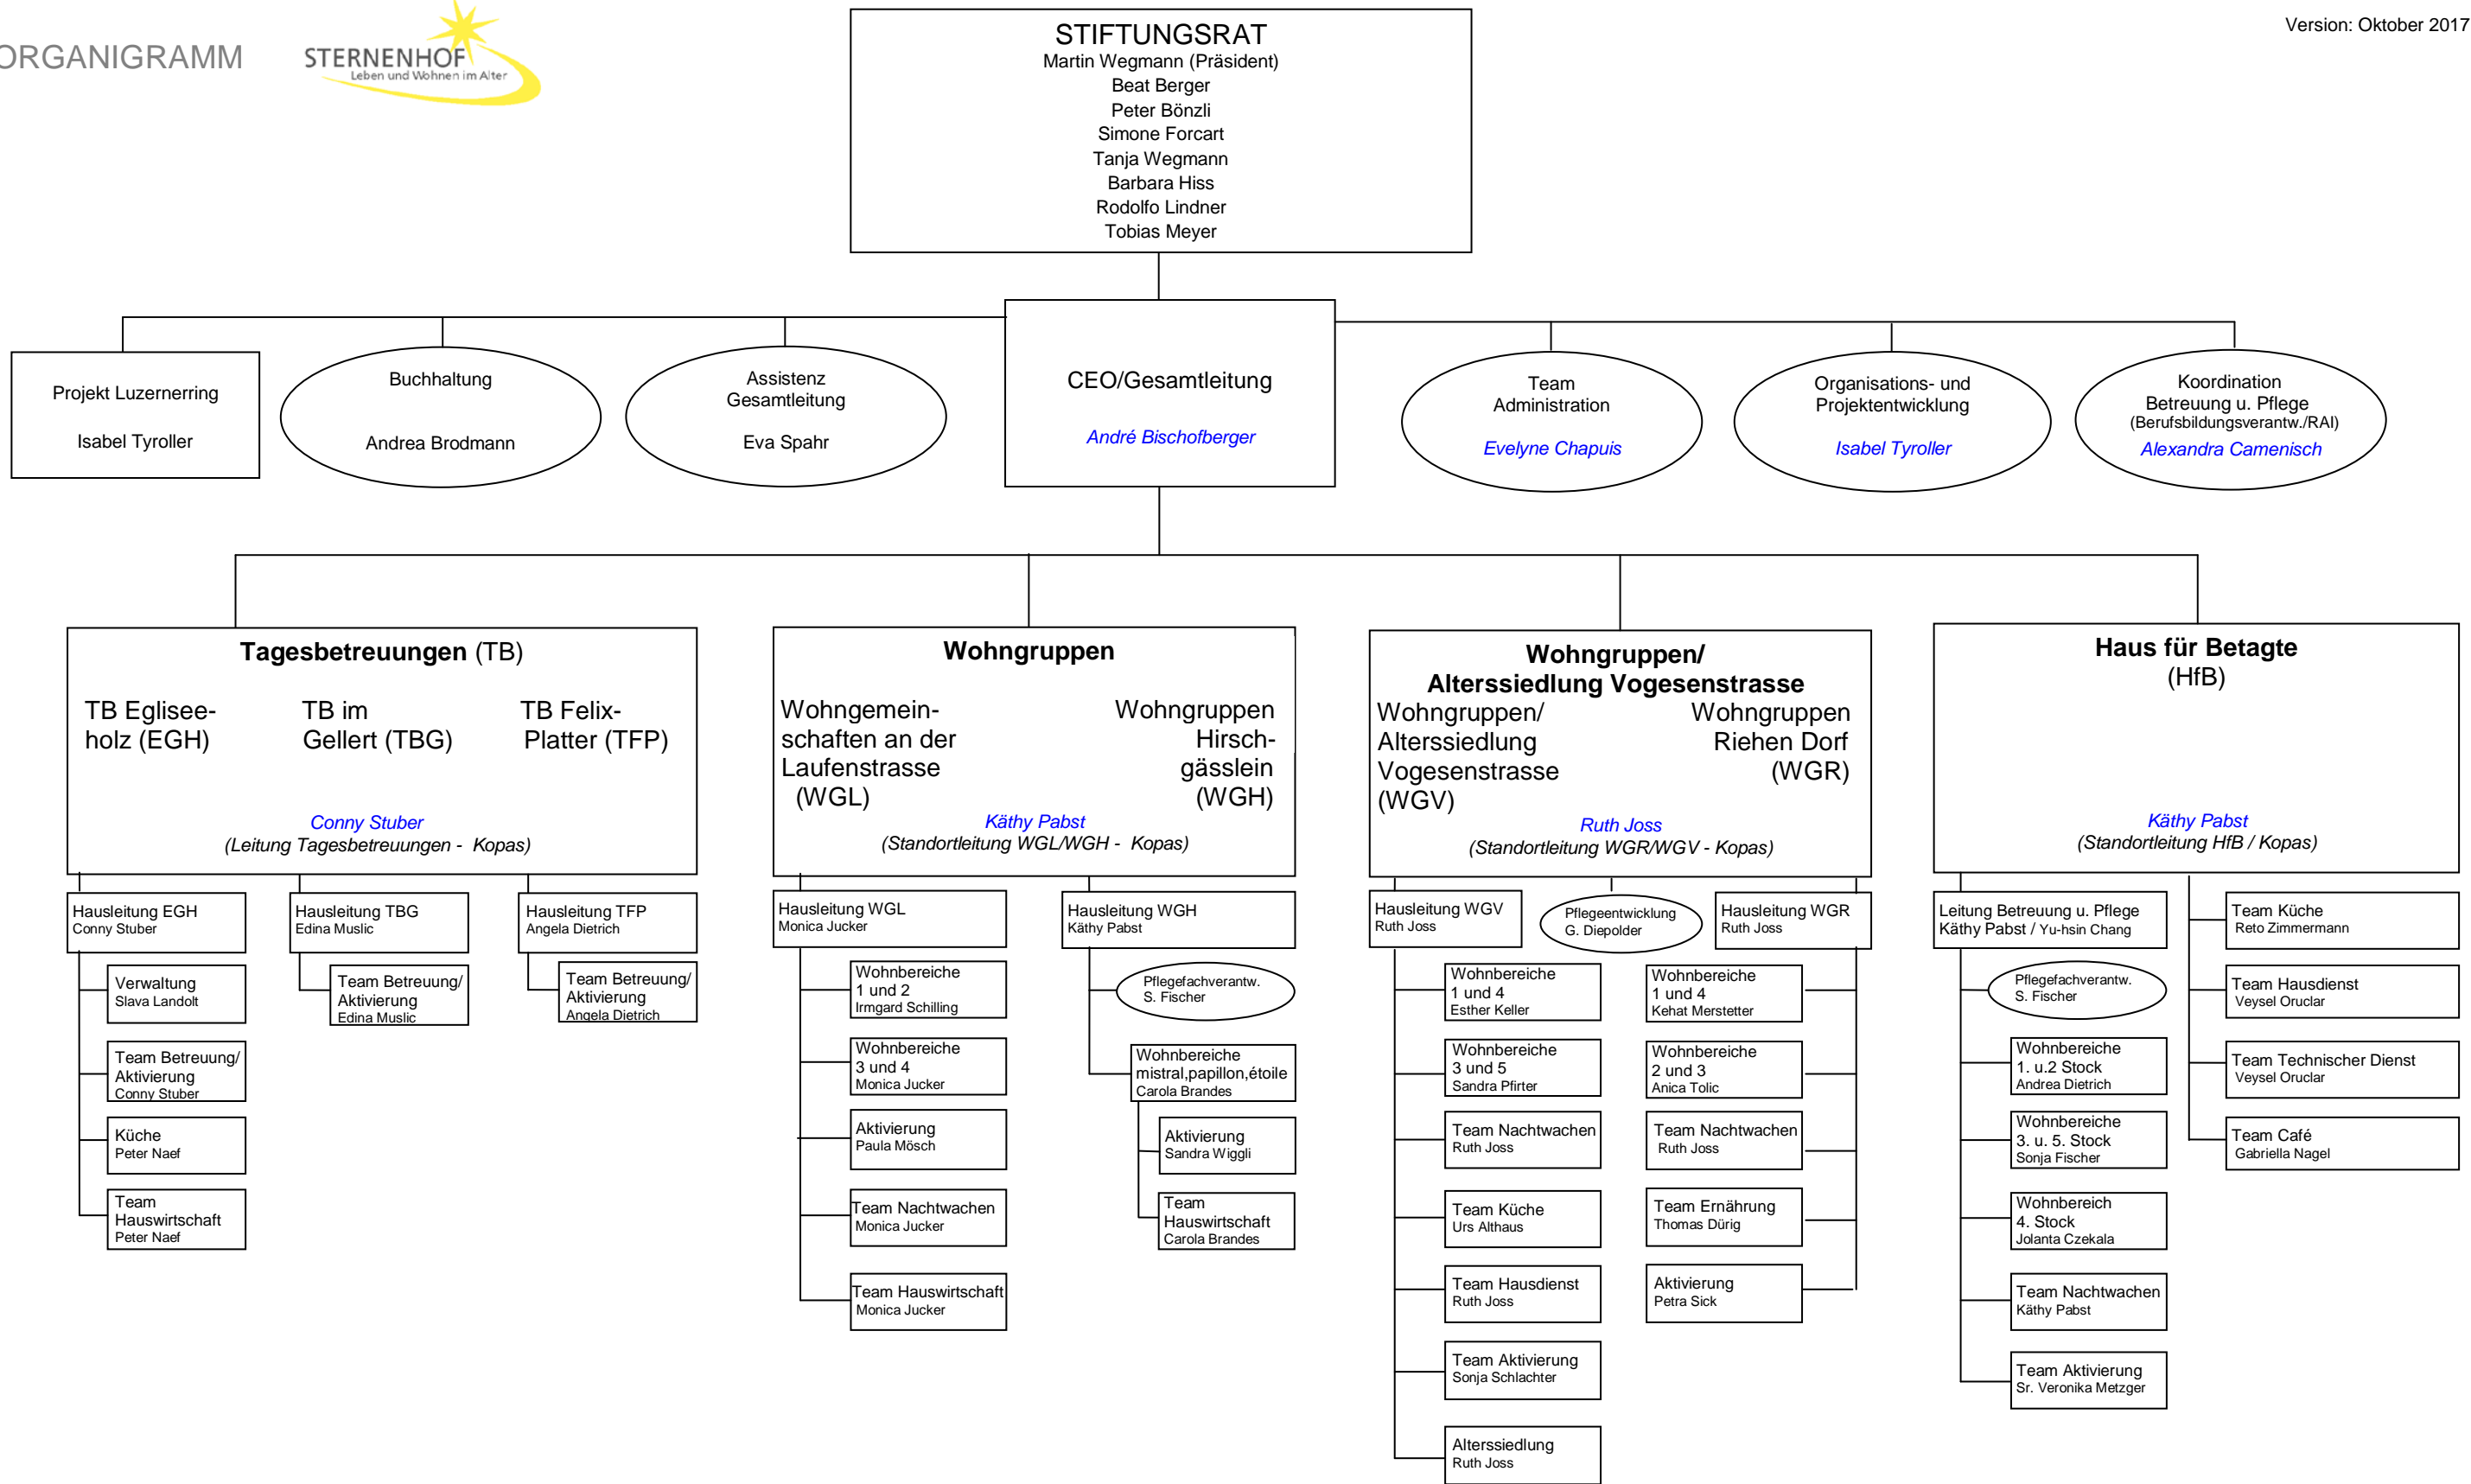 ORGANIGRAMM
STERNENHOF
Leben und Wohnen im Alter
Version: Oktober 2017
STIFTUNGSRAT
Martin Wegmann (Präsident)
Beat Berger
Peter Bönzli
Simone Forcart
Tanja Wegmann
Barbara Hiss
Rodolfo Lindner
Tobias Meyer
Projekt Luzernerring
Isabel Tyroller
Buchhaltung
Andrea Brodmann
Assistenz
Gesamtleitung
Eva Spahr
CEO/Gesamtleitung
André Bischofberger
Team
Administration
Evelyne Chapuis
Organisations- und
Projektentwicklung
Isabel Tyroller
Koordination
Betreuung u. Pflege
(Berufsbildungsverantw./RAI)
Alexandra Camenisch
Tagesbetreuungen (TB)
TB Eglisee-
holz (EGH)
TB im
Gellert (TBG)
TB Felix-
Platter (TFP)
Conny Stuber
(Leitung Tagesbetreuungen - Kopas)
Hausleitung EGH
Conny Stuber
Verwaltung
Slava Landolt
Team Betreuung/
Aktivierung
Conny Stuber
Küche
Peter Naef
Team
Hauswirtschaft
Peter Naef
Hausleitung TBG
Edina Muslic
Team Betreuung/
Aktivierung
Edina Muslic
Hausleitung TFP
Angela Dietrich
Team Betreuung/
Aktivierung
Angela Dietrich
Wohngruppen
Wohngemein-
schaften an der
Laufenstrasse
(WGL)
Wohngruppen
Hirsch-
gässlein
(WGH)
Käthy Pabst
(Standortleitung WGL/WGH - Kopas)
Hausleitung WGL
Monica Jucker
Wohnbereiche
1 und 2
Irmgard Schilling
Wohnbereiche
3 und 4
Monica Jucker
Aktivierung
Paula Mösch
Team Nachtwachen
Monica Jucker
Team Hauswirtschaft
Monica Jucker
Hausleitung WGH
Käthy Pabst
Pflegefachverantw.
S. Fischer
Wohnbereiche
mistral,papillon,étoile
Carola Brandes
Aktivierung
Sandra Wiggli
Team
Hauswirtschaft
Carola Brandes
Wohngruppen/
Alterssiedlung Vogesenstrasse
Wohngruppen/
Alterssiedlung
Vogesenstrasse
(WGV)
Wohngruppen
Riehen Dorf
(WGR)
Ruth Joss
(Standortleitung WGR/WGV - Kopas)
Hausleitung WGV
Ruth Joss
Pflegeentwicklung
G. Diepolder
Hausleitung WGR
Ruth Joss
Wohnbereiche
1 und 4
Esther Keller
Wohnbereiche
3 und 5
Sandra Pfirter
Team Nachtwachen
Ruth Joss
Team Küche
Urs Althaus
Team Hausdienst
Ruth Joss
Team Aktivierung
Sonja Schlachter
Alterssiedlung
Ruth Joss
Wohnbereiche
1 und 4
Kehat Merstetter
Wohnbereiche
2 und 3
Anica Tolic
Team Nachtwachen
Ruth Joss
Team Ernährung
Thomas Dürig
Aktivierung
Petra Sick
Haus für Betagte
(HfB)
Käthy Pabst
(Standortleitung HfB / Kopas)
Leitung Betreuung u. Pflege
Käthy Pabst / Yu-hsin Chang
Pflegefachverantw.
S. Fischer
Wohnbereiche
1. u.2 Stock
Andrea Dietrich
Wohnbereiche
3. u. 5. Stock
Sonja Fischer
Wohnbereich
4. Stock
Jolanta Czekala
Team Nachtwachen
Käthy Pabst
Team Aktivierung
Sr. Veronika Metzger
Team Küche
Reto Zimmermann
Team Hausdienst
Veysel Oruclar
Team Technischer Dienst
Veysel Oruclar
Team Café
Gabriella Nagel